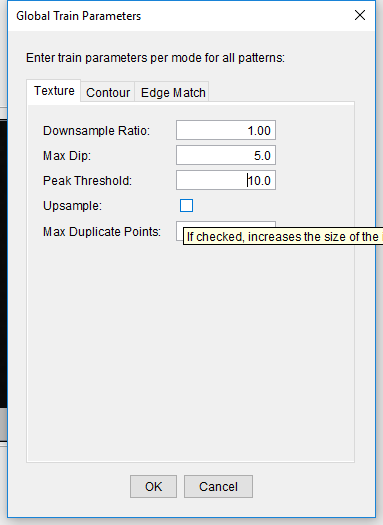 Global Train Parameters
Enter train parameters per mode for all patterns:
Texture Contour Edge Match
Downsample Ratio: 1.00
Max Dip: 5.0
Peak Threshold: 10.0
Upsample:
Max Duplicate Points:
If checked, increases the size of the
OK Cancel